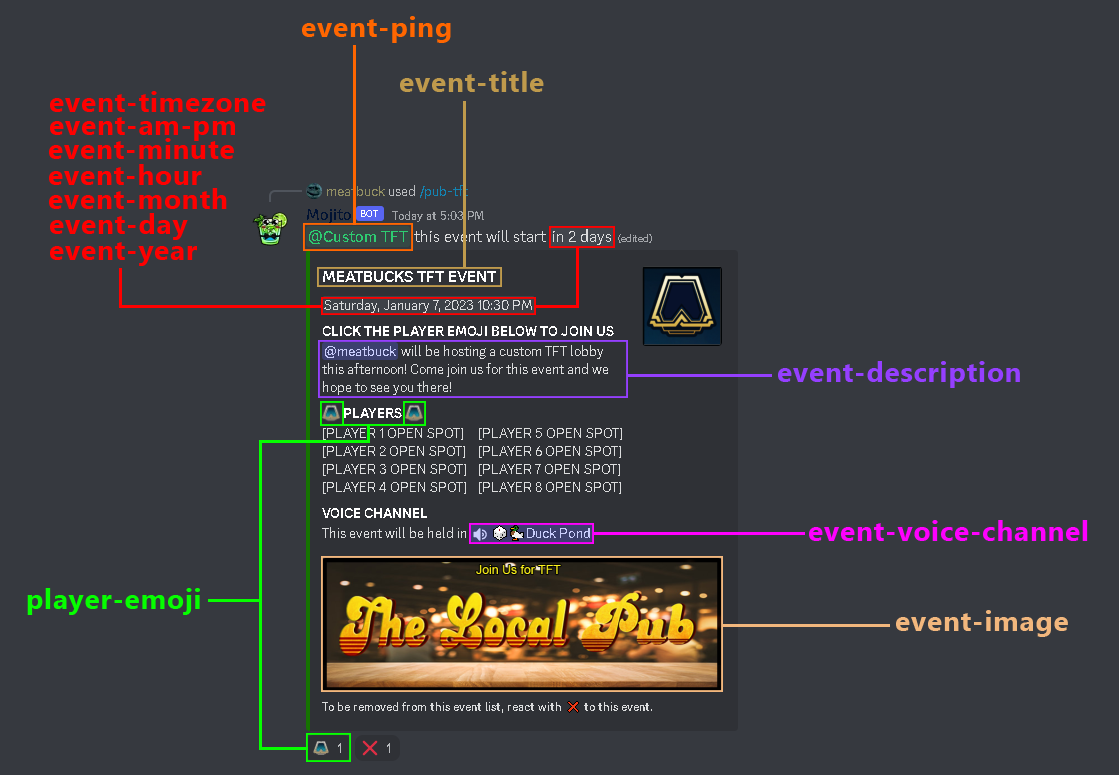 event-ping
event-title
event-timezone
event-am-pm
event-minute
event-hour
event-month
event-day
event-year
meatbuck used /pub-tft
Mojito BOT Today at 5:03 PM
@Custom TFT this event will start in 2 days (edited)
MEATBUCKS TFT EVENT
Saturday, January 7, 2023 10:30 PM
CLICK THE PLAYER EMOJI BELOW TO JOIN US
@meatbuck will be hosting a custom TFT lobby
this afternoon! Come join us for this event and we
hope to see you there!
event-description
PLAYERS
[PLAYER 1 OPEN SPOT] [PLAYER 5 OPEN SPOT]
[PLAYER 2 OPEN SPOT] [PLAYER 6 OPEN SPOT]
[PLAYER 3 OPEN SPOT] [PLAYER 7 OPEN SPOT]
[PLAYER 4 OPEN SPOT] [PLAYER 8 OPEN SPOT]
VOICE CHANNEL
This event will be held in Duck Pond
event-voice-channel
Join Us for TFT
The Local Pub
player-emoji
event-image
To be removed from this event list, react with ❌ to this event.
1 ❌ 1